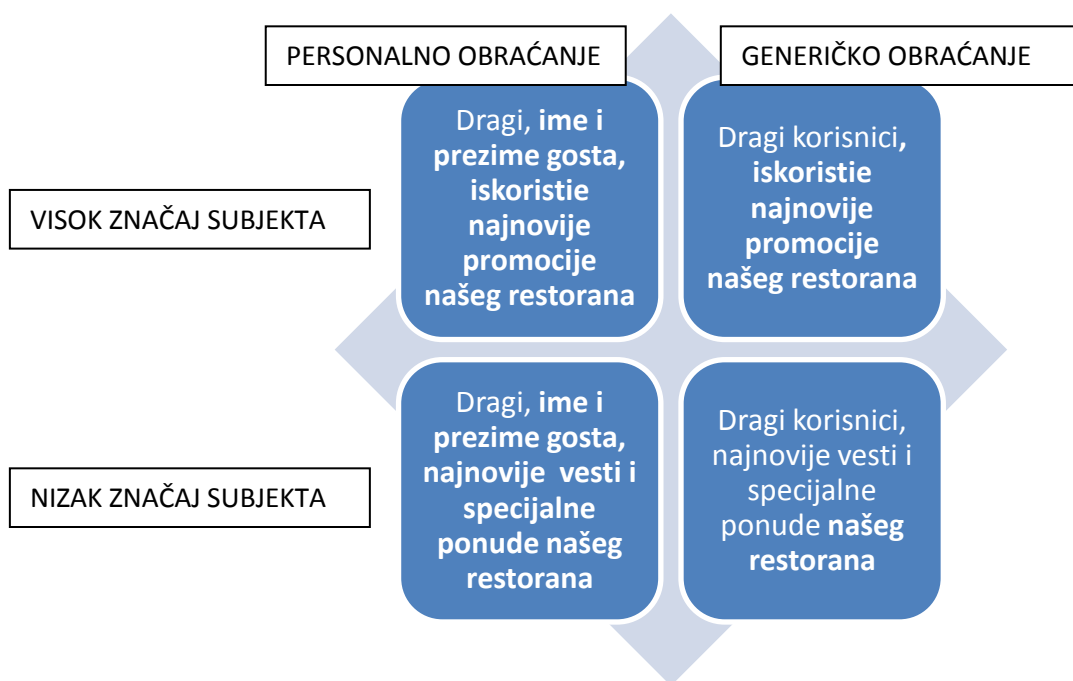 PERSONALNO OBRAĆANJE
GENERIČKO OBRAĆANJE
VISOK ZNAČAJ SUBJEKTA
Dragi, ime i
prezime gosta,
iskoristie
najnovije
promocije
našeg restorana
Dragi korisnici,
iskoristie
najnovije
promocije
našeg restorana
NIZAK ZNAČAJ SUBJEKTA
Dragi, ime i
prezime gosta,
najnovije vesti i
specijalne
ponude našeg
restorana
Dragi korisnici,
najnovije vesti i
specijalne
ponude našeg
restorana